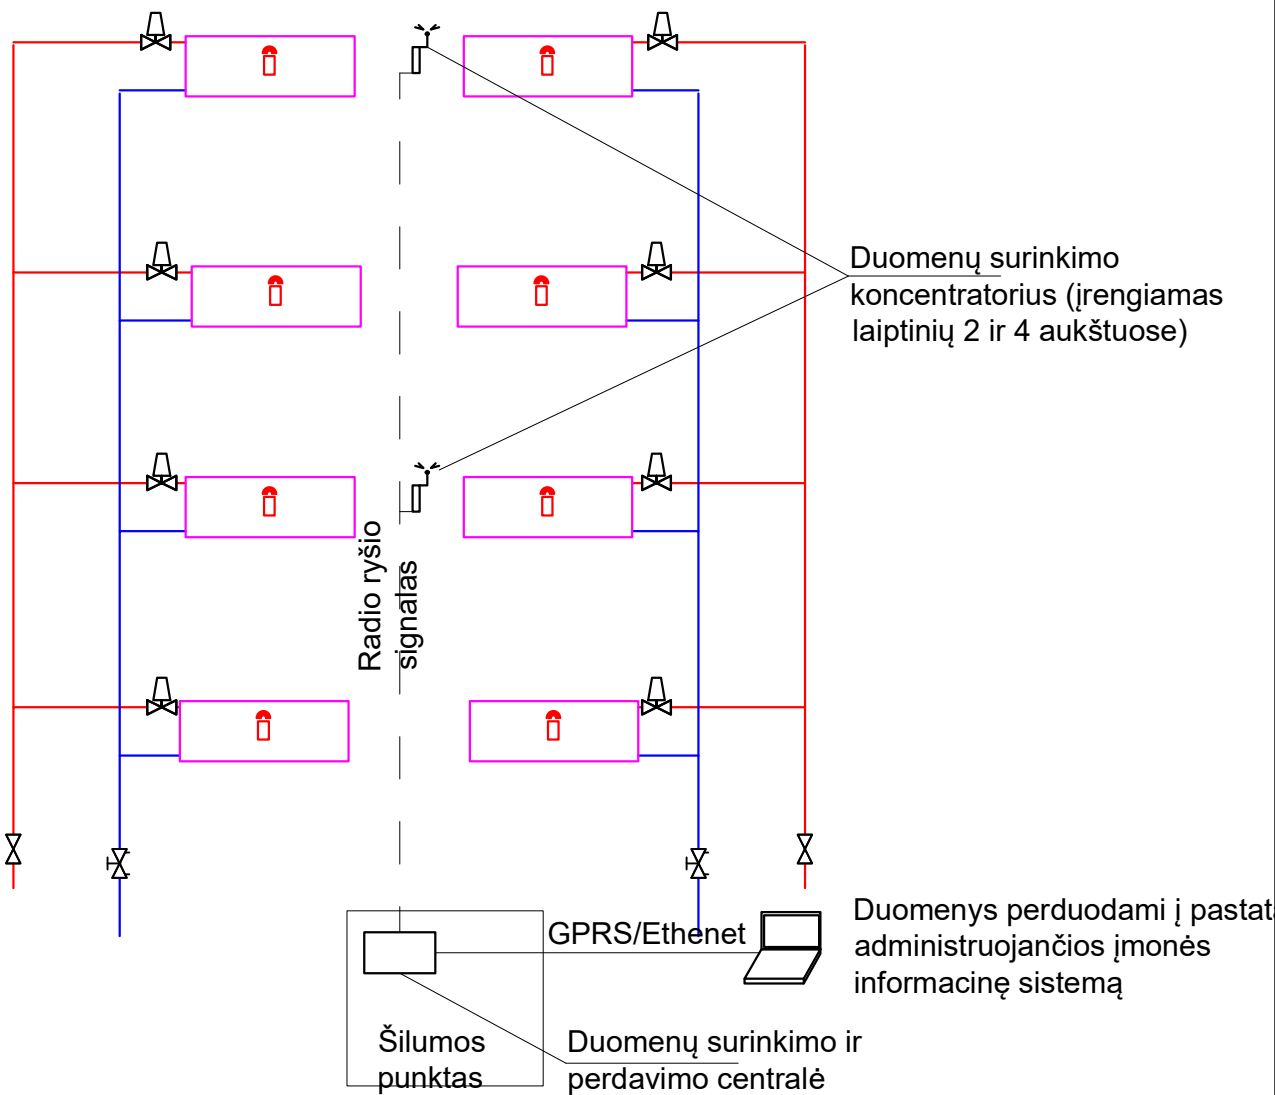 Duomenų surinkimo
koncentratorius (įrengiamas
laiptinių 2 ir 4 aukštuose)
Radio ryšio
signalas
GPRS/Ethenet
Duomenys perduodami į
administruojančios įmonės
informacinę sistemą
Šilumos
punktas
Duomenų surinkimo ir
perdavimo centralė